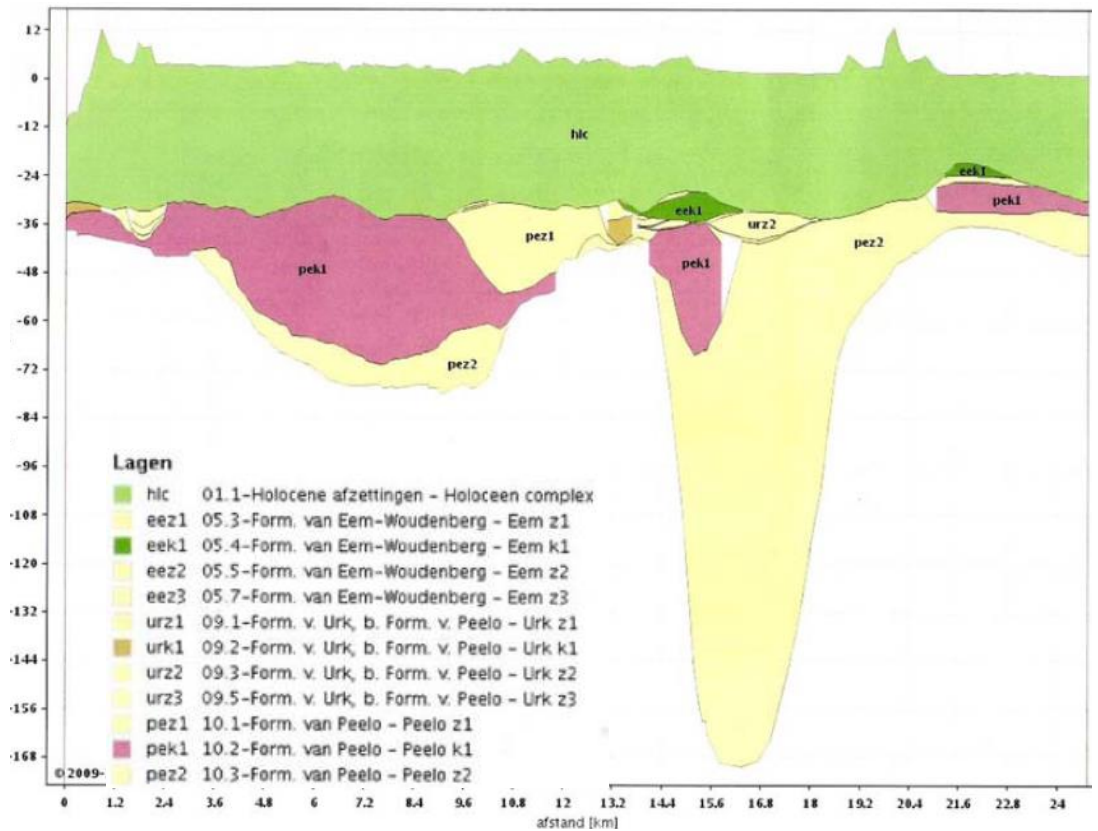 12
0
-12
-24
-36
-48
-60
-72
-84
-96
-108
-120
-132
-144
-156
-168
hlc
eek1
pek1
eek1
urz2
pez1
pez2
pek1
pek1
pez2
Lagen
hlc 01.1-Holocene afzettingen - Holoceen complex
eez1 05.3-Form. van Eem-Woudenberg - Eem z1
eek1 05.4-Form. van Eem-Woudenberg - Eem k1
eez2 05.5-Form. van Eem-Woudenberg - Eem z2
eez3 05.7-Form. van Eem-Woudenberg - Eem z3
urz1 09.1-Form. v. Urk, b. Form. v. Peelo - Urk z1
urk1 09.2-Form. v. Urk, b. Form. v. Peelo - Urk k1
urz2 09.3-Form. v. Urk, b. Form. v. Peelo - Urk z2
urz3 09.5-Form. v. Urk, b. Form. v. Peelo - Urk z3
pez1 10.1-Form. van Peelo - Peelo z1
pek1 10.2-Form. van Peelo - Peelo k1
pez2 10.3-Form. van Peelo - Peelo z2
©2009-
0 1.2 2.4 3.6 4.8 6 7.2 8.4 9.6 10.8 12 13.2 14.4 15.6 16.8 18 19.2 20.4 21.6 22.8 24
afstand [km]